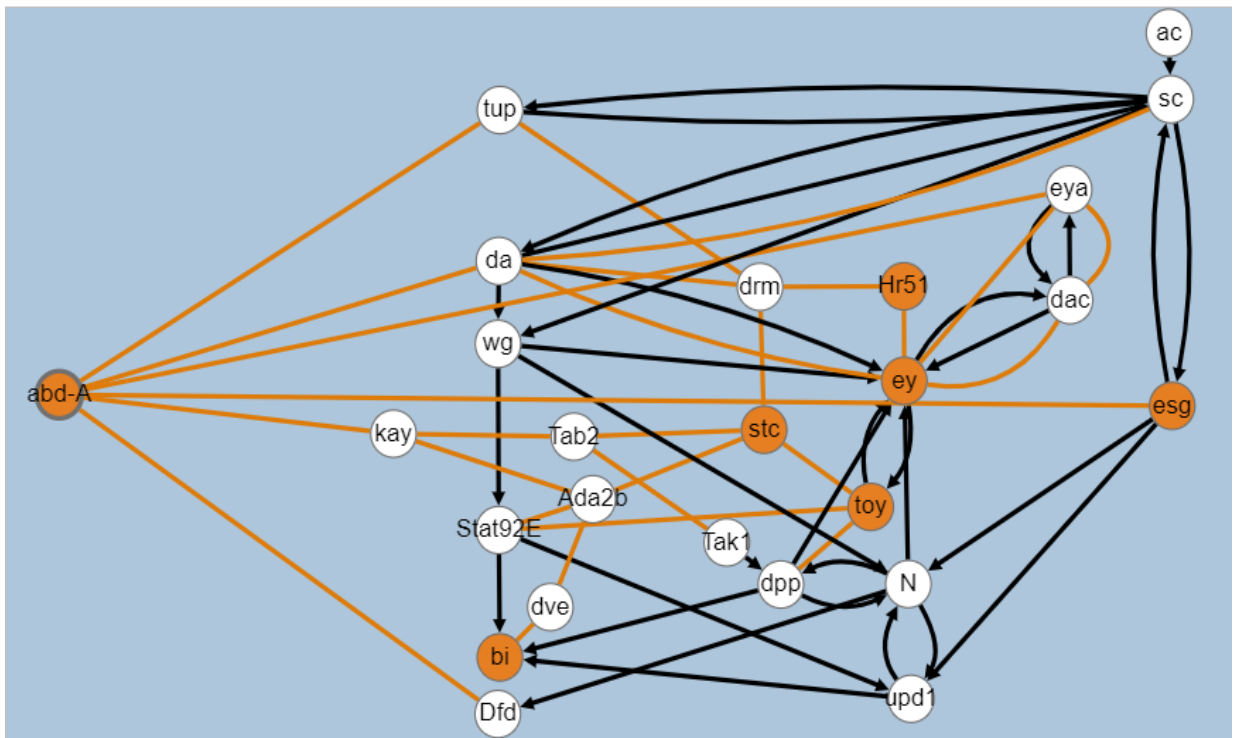 ac
sc
tup
eya
da
drm
Hr51
dac
wg
ey
abd-A
esg
kay
Tab2
stc
Ada2b
toy
Stat92E
Tak1
dpp
N
dve
bi
Dfd
upd1